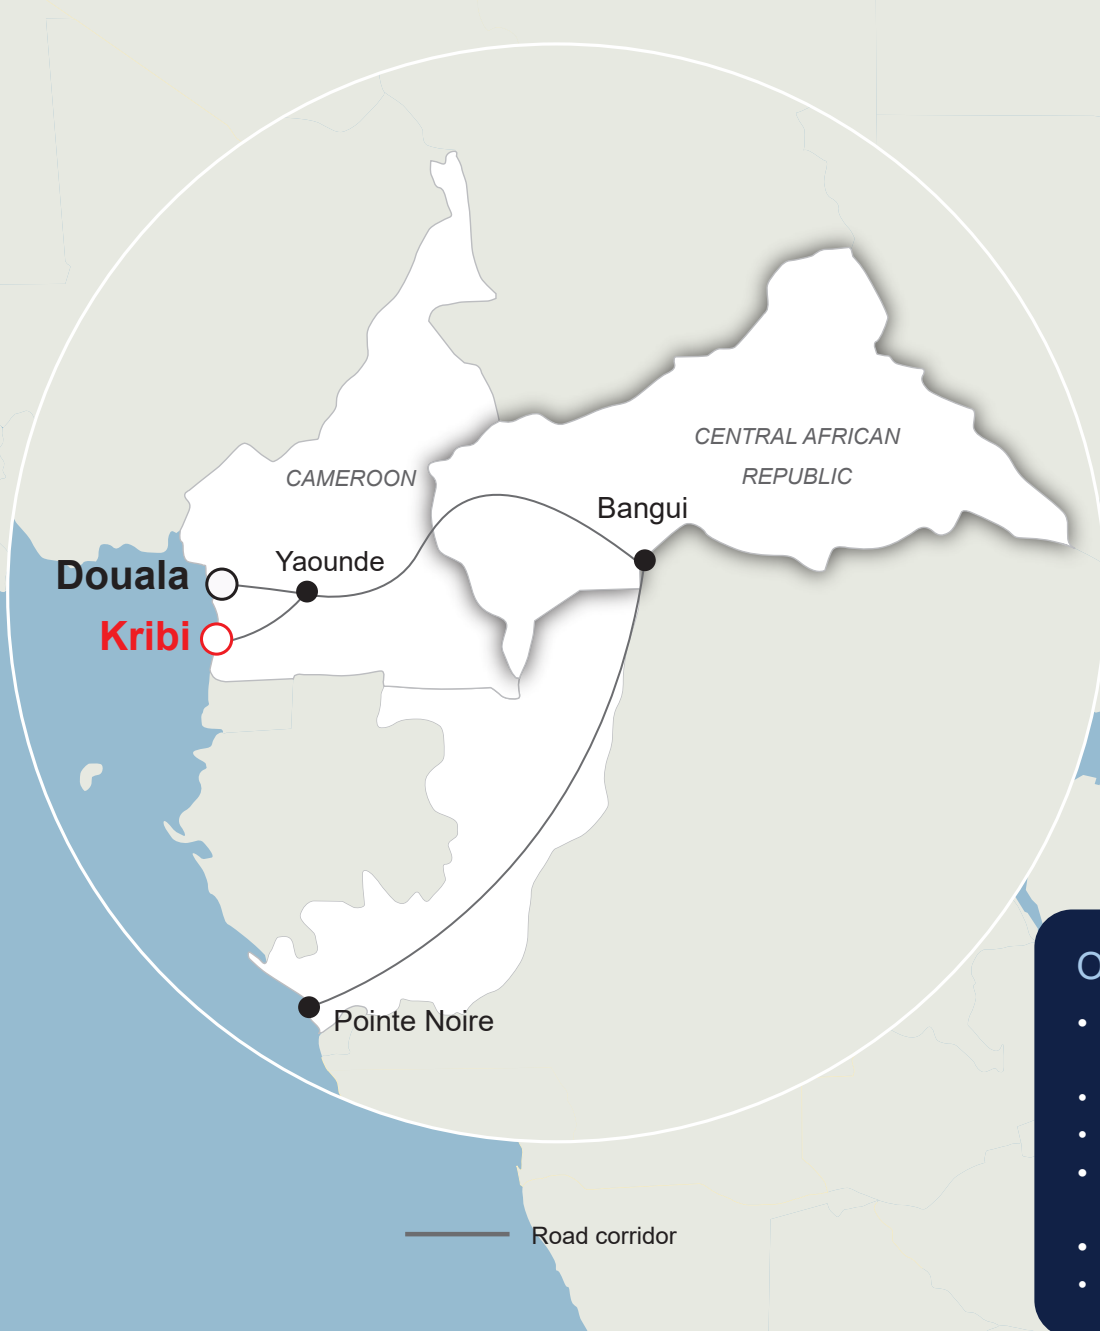 CENTRAL AFRICAN
REPUBLIC
CAMEROON
Bangui
Yaounde
Douala
Kribi
Pointe Noire
Road corridor